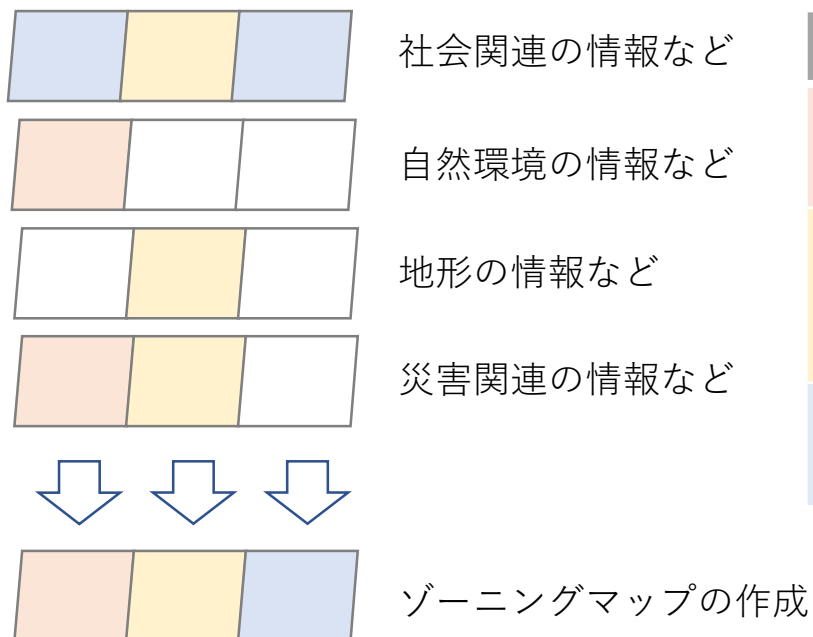 社会関連の情報など
自然環境の情報など
地形の情報など
災害関連の情報など
ゾーニングマップの作成